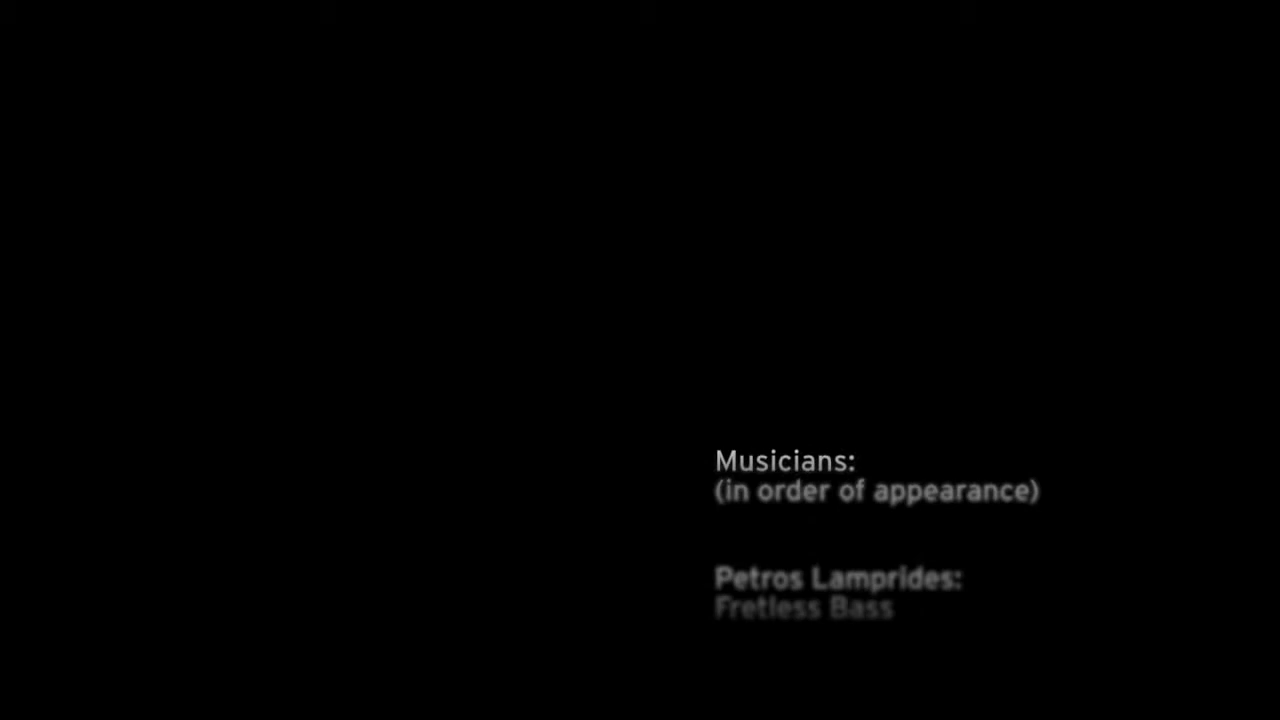 Musicians:
(in order of appearance)
Petros Lamprides:
Fretless Bass